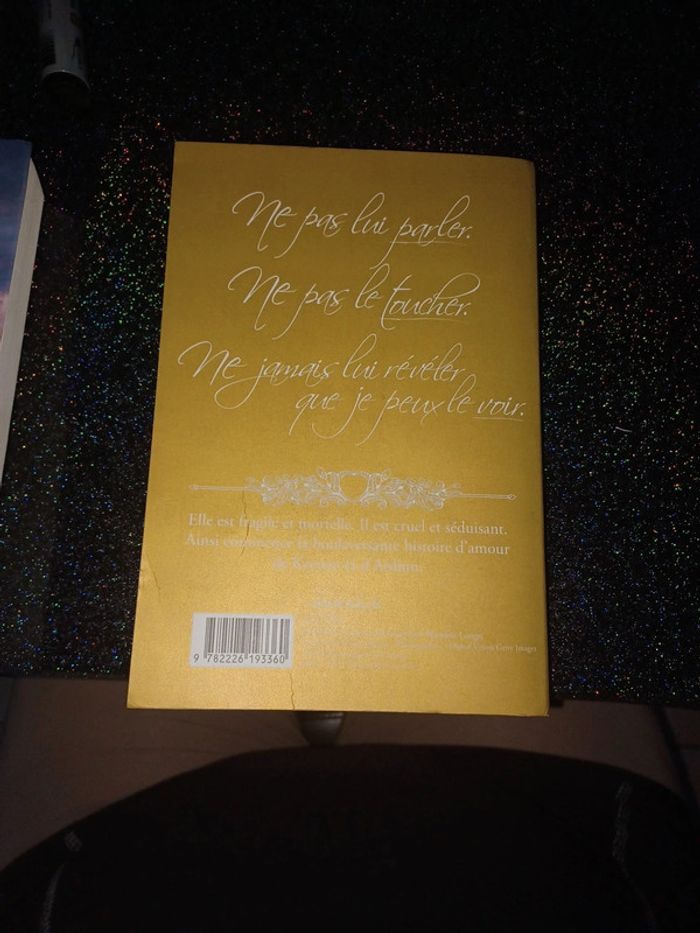 Ne pas lui parler.
Ne pas le toucher.
Ne jamais lui révéler
que je peux le voir.
Elle est fragile et mortelle. Il est cruel et séduisant.
Ainsi commence la bouleversante histoire d'amour
de et d'
9 782226 193360
Getty Images